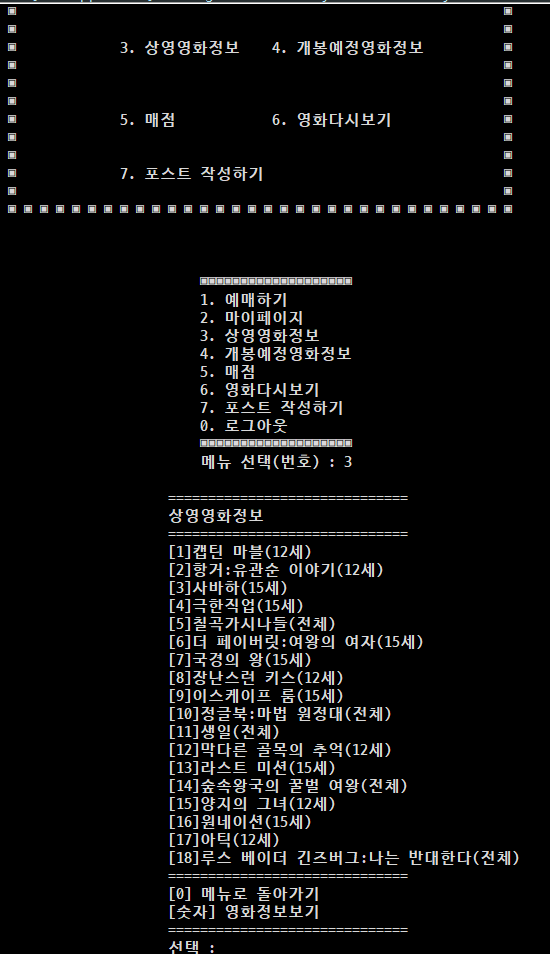 3. 상영영화정보 4. 개봉예정영화정보
5. 매점 6. 영화다시보기
7. 포스트 작성하기
1. 예매하기
2. 마이페이지
3. 상영영화정보
4. 개봉예정영화정보
5. 매점
6. 영화다시보기
7. 포스트 작성하기
0. 로그아웃
메뉴 선택(번호) : 3
==============================
상영영화정보
==============================
[1]캡틴 마블(12세)
[2]항거:유관순 이야기(12세)
[3]사바하(15세)
[4]극한직업(15세)
[5]칠곡가시나들(전체)
[6]더 페이버릿:여왕의 여자(15세)
[7]국경의 왕(15세)
[8]장난스런 키스(12세)
[9]이스케이프 룸(15세)
[10]정글북:마법 원정대(전체)
[11]생일(전체)
[12]막다른 골목의 추억(12세)
[13]라스트 미션(15세)
[14]숲속왕국의 꿀벌 여왕(전체)
[15]양지의 그녀(12세)
[16]원네이션(15세)
[17]아틱(12세)
[18]루스 베이더 긴즈버그:나는 반대한다(전체)
==============================
[0] 메뉴로 돌아가기
[숫자] 영화정보보기
==============================
선택 :